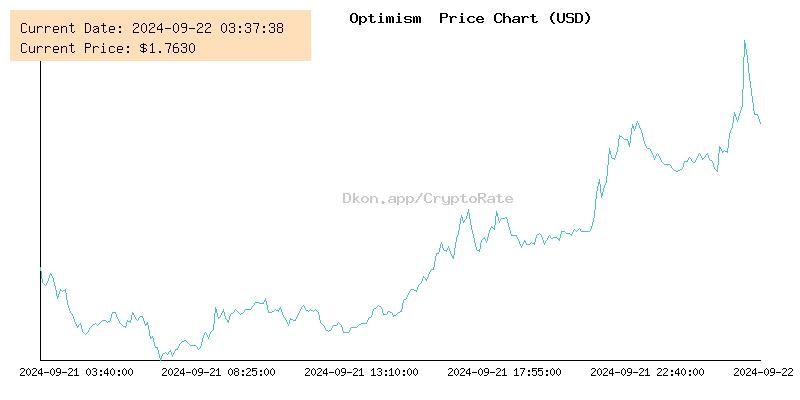 Optimism  Price Chart (USD)
Current Date: 2024-09-22 03:37:38
Current Price: $1.7630
Dkon.app/CryptoRate
2024-09-21 03:40:00 2024-09-21 08:25:00 2024-09-21 13:10:00 2024-09-21 17:55:00 2024-09-21 22:40:00 2024-09-22